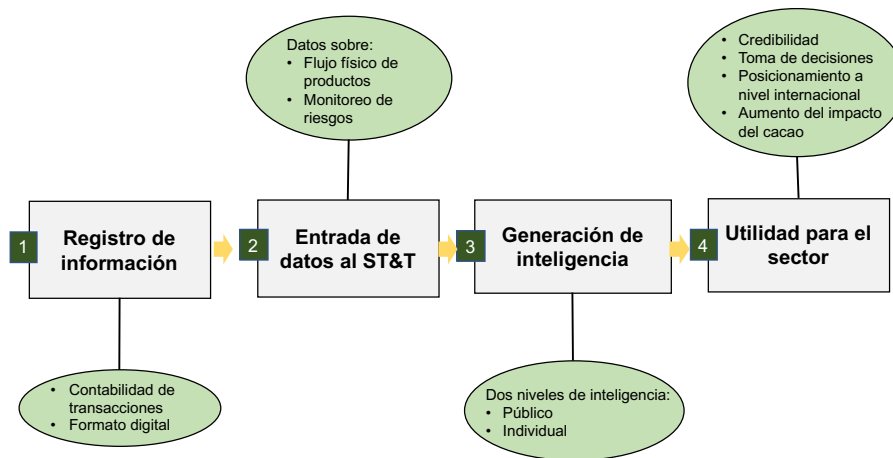 Datos sobre:
• Flujo físico de
productos
• Monitoreo de
riesgos
• Credibilidad
• Toma de decisiones
• Posicionamiento a
nivel internacional
• Aumento del impacto
del cacao
1
Registro de
información
2
Entrada de
datos al ST&T
3
Generación de
inteligencia
4
Utilidad para el
sector
• Contabilidad de
transacciones
• Formato digital
Dos niveles de inteligencia:
• Público
• Individual